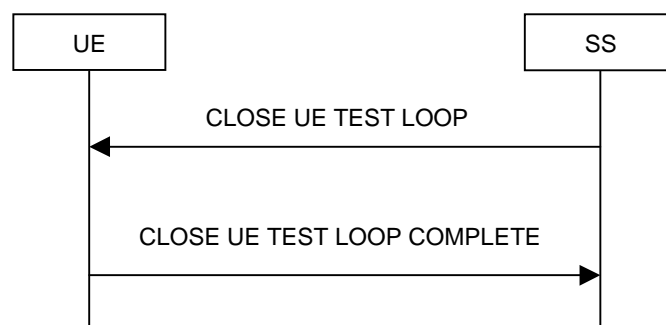 UE
SS
CLOSE UE TEST LOOP
CLOSE UE TEST LOOP COMPLETE